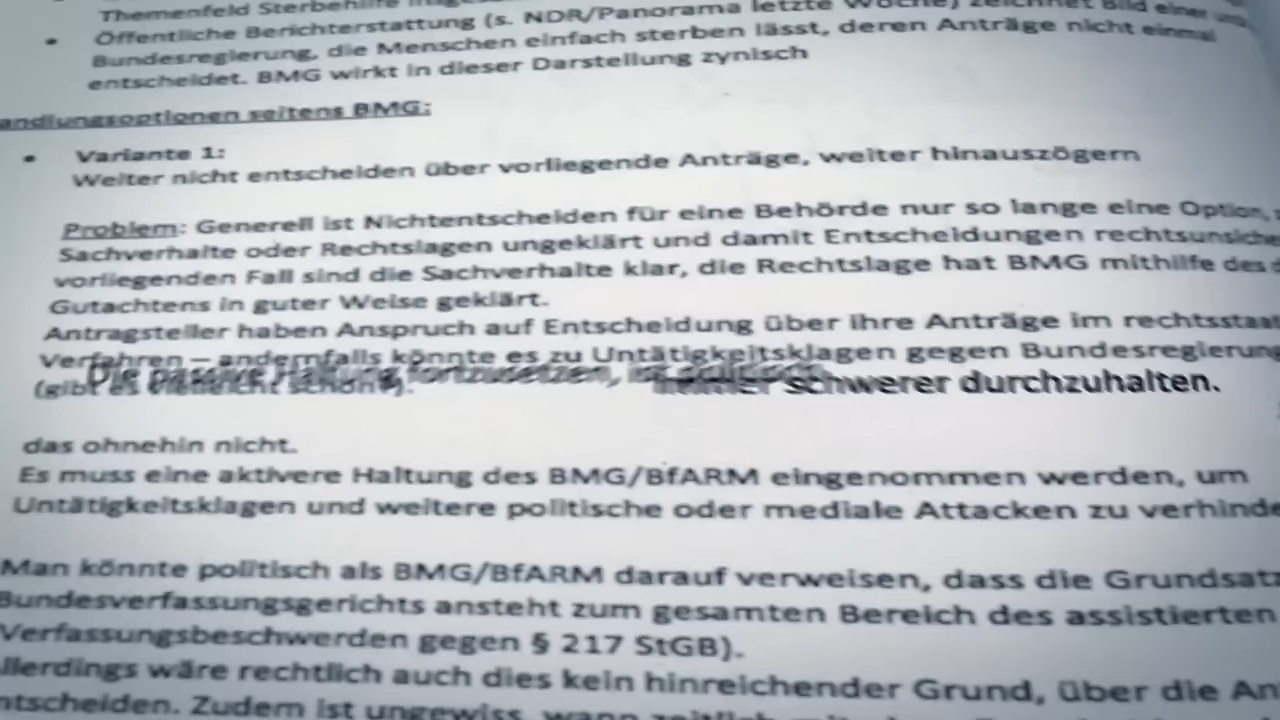 Themenfeld Sterbehilfe
• Öffentliche Berichterstattung (s. NDR/Panorama letzte Woche) zeichnet Bild einer
Bundesregierung, die Menschen einfach sterben lässt, deren Anträge nicht einmal
entscheidet. BMG wirkt in dieser Darstellung zynisch
andlungsoptionen seitens BMG:
• Variante 1:
Weiter nicht entscheiden über vorliegende Anträge, weiter hinauszögern
Problem: Generell ist Nichtentscheiden für eine Behörde nur so lange eine Option,
Sachverhalte oder Rechtslagen ungeklärt und damit Entscheidungen rechtsunsiche
vorliegenden Fall sind die Sachverhalte klar, die Rechtslage hat BMG mithilfe des
Gutachtens in guter Weise geklärt.
Antragsteller haben Anspruch auf Entscheidung über ihre Anträge im rechtsstaat
Verfahren – andernfalls könnte es zu Untätigkeitsklagen gegen Bundesregierung
Die passive Haltung fortzusetzen, ist
immer schwerer durchzuhalten.
(gibt es vielleicht schon?).
das ohnehin nicht.
Es muss eine aktivere Haltung des BMG/BfARM eingenommen werden, um
Untätigkeitsklagen und weitere politische oder mediale Attacken zu verhinde
Man könnte politisch als BMG/BfARM darauf verweisen, dass die Grundsatz
Bundesverfassungsgerichts ansteht zum gesamten Bereich des assistierten
Verfassungsbeschwerden gegen § 217 StGB).
llerdings wäre rechtlich auch dies kein hinreichender Grund, über die An
ntscheiden. Zudem ist ungewiss, wann zeitlich